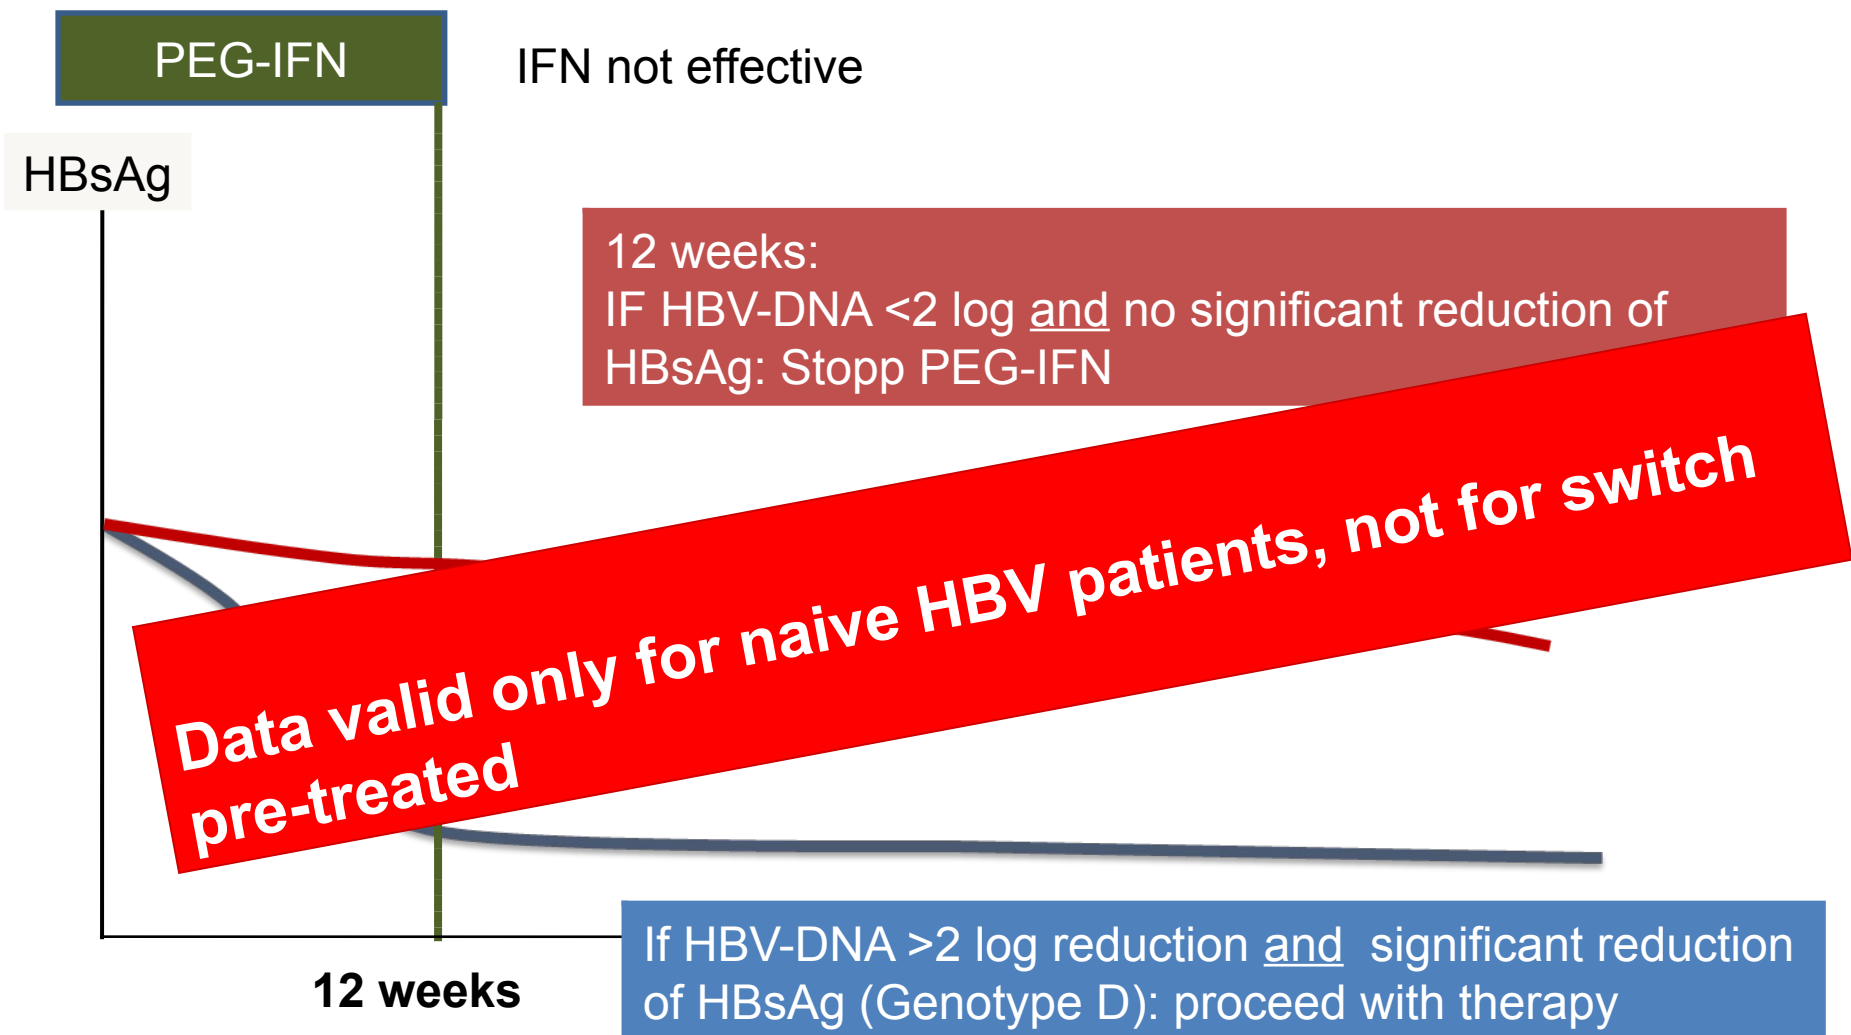 PEG-IFN
IFN not effective
HBsAg
12 weeks:
IF HBV-DNA <2 log and no significant reduction of
HBsAg: Stopp PEG-IFN
Data valid only for naive HBV patients, not for switch
pre-treated
12 weeks
If HBV-DNA >2 log reduction and  significant reduction
of HBsAg (Genotype D): proceed with therapy